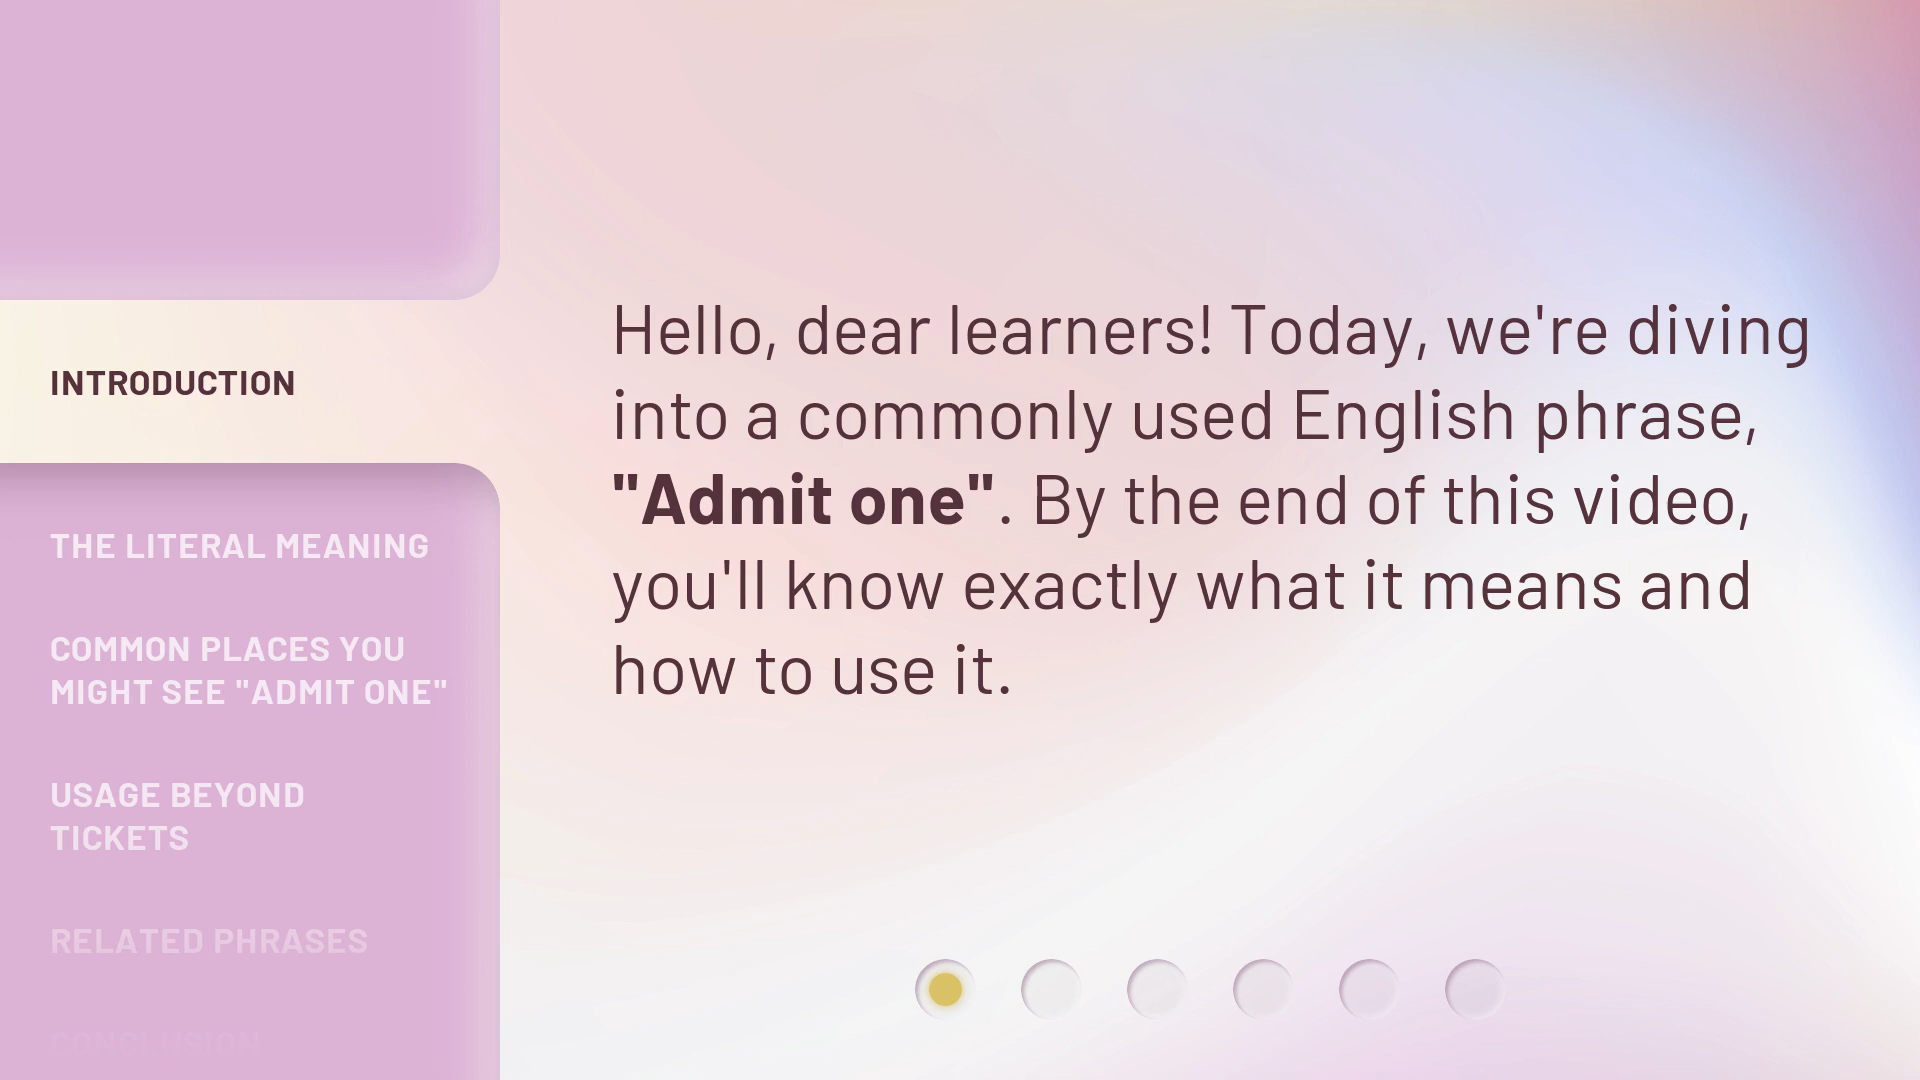 INTRODUCTION
THE LITERAL MEANING
COMMON PLACES YOU
MIGHT SEE "ADMIT ONE"
USAGE BEYOND
TICKETS
RELATED PHRASES
CONCLUSION
Hello, dear learners! Today, we're diving
into a commonly used English phrase,
"Admit one". By the end of this video,
you'll know exactly what it means and
how to use it.